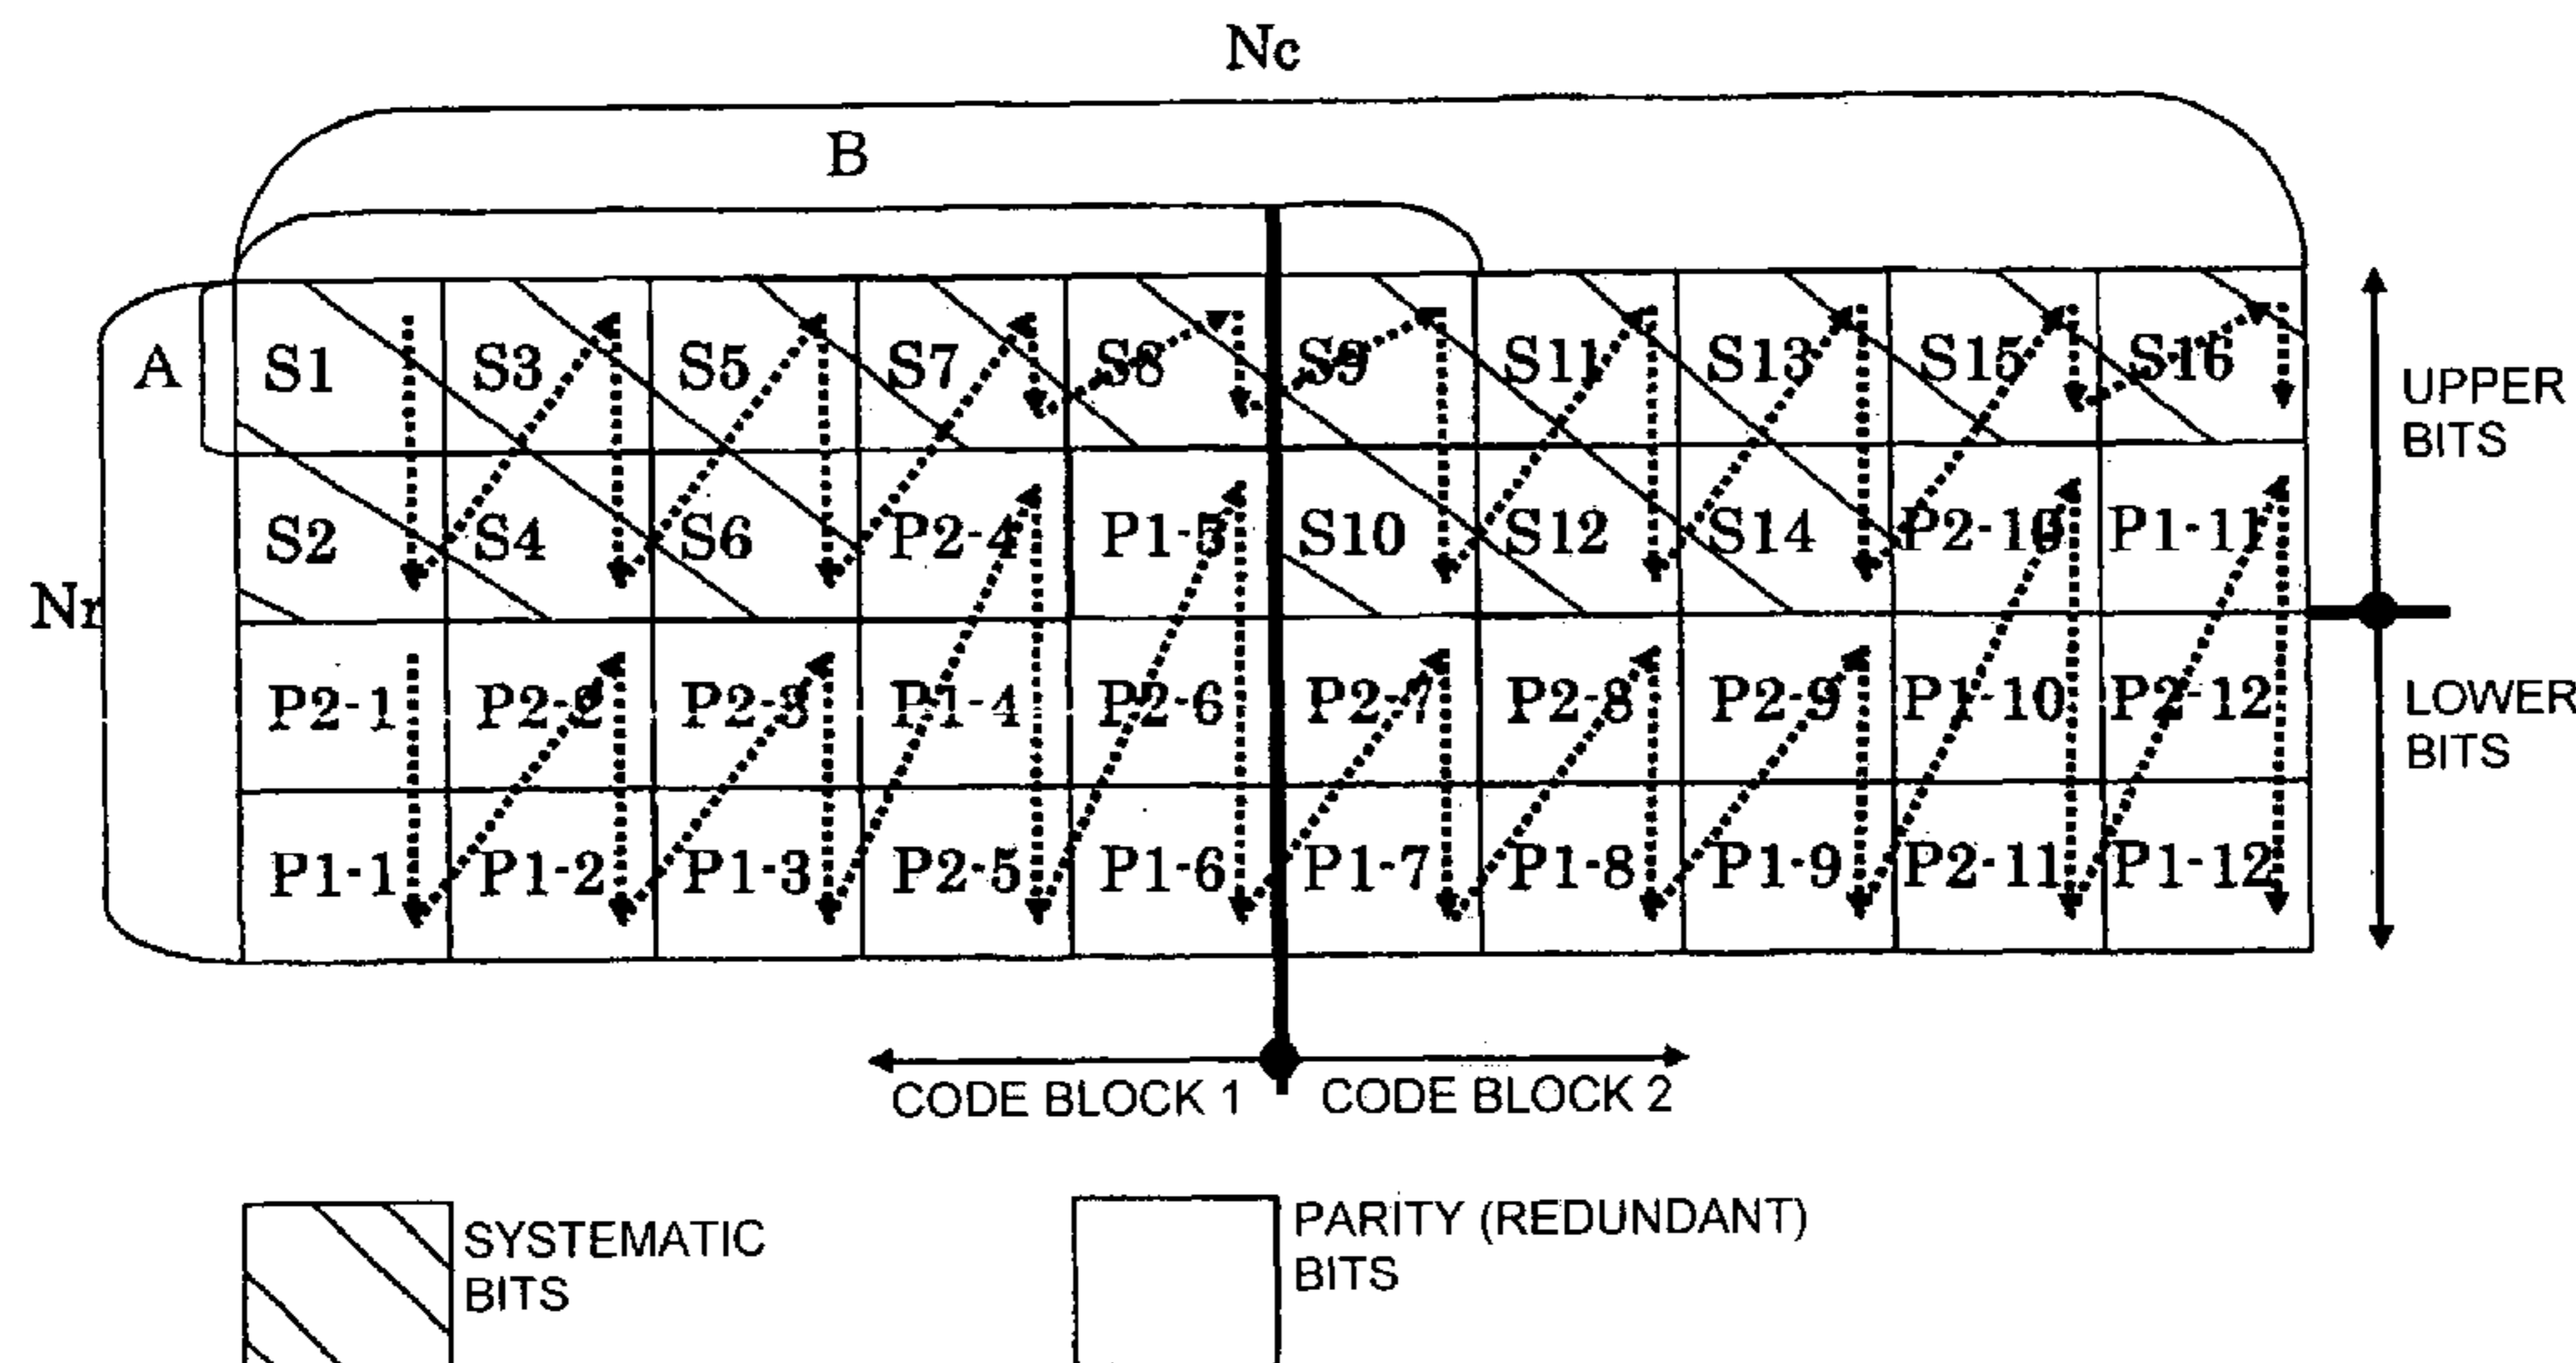 Nc
B
A
Nr
S1 S3 S5 S7 S8 S9 S11 S13 S15 S16
S2 S4 S6 P2-4 P1-5 S10 S12 S14 P2-10 P1-11
P2-1 P2-2 P2-3 P1-4 P2-6 P2-7 P2-8 P2-9 P1-10 P2-12
P1-1 P1-2 P1-3 P2-5 P1-6 P1-7 P1-8 P1-9 P2-11 P1-12
UPPER
BITS
LOWER
BITS
CODE BLOCK 1
CODE BLOCK 2
SYSTEMATIC
BITS
PARITY (REDUNDANT)
BITS